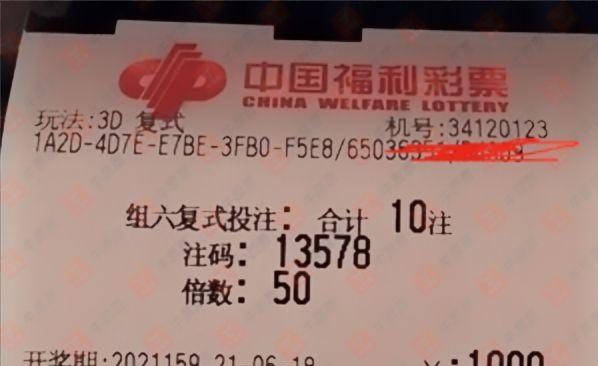 中国福利彩票
CHINA WELFARE LOTTERY
玩法:3D 复式 机号:34120123
1A2D-4D7E-E7BE-3FB0-F5E8/65036351/
组六复式投注: 合计 10注
注码: 13578
倍数: 50
开奖期:2021159 21-06-18 ¥:1000